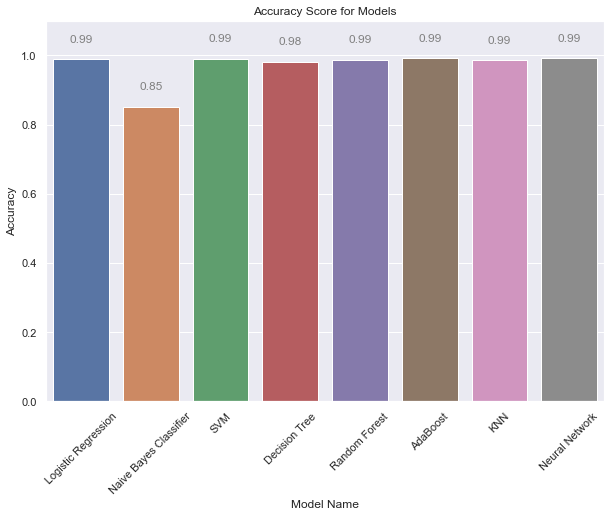 Accuracy Score for Models
0.99
0.85
0.99
0.98
0.99
0.99
0.99
0.99
1.0
0.8
0.6
0.4
0.2
0.0
Accuracy
Logistic Regression
Naive Bayes Classifier
SVM
Decision Tree
Random Forest
AdaBoost
KNN
Neural Network
Model Name